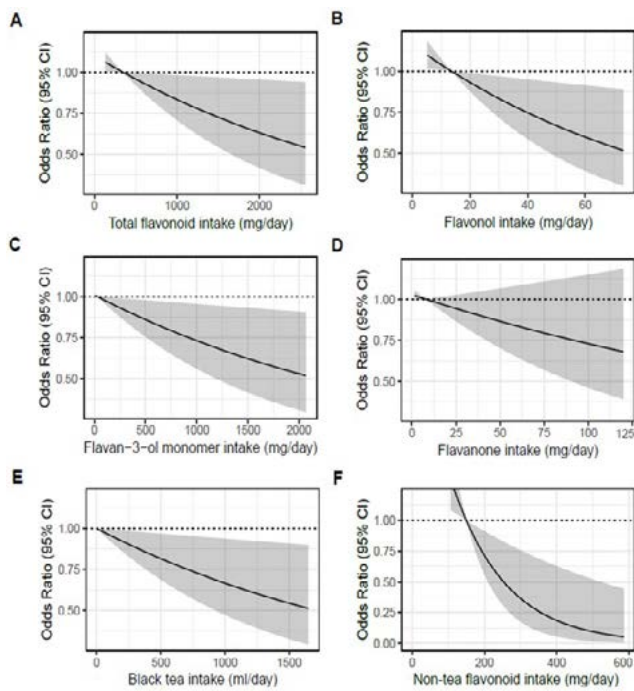 A
Odds Ratio (95% CI)
1.00
0.75
0.50
0
1000
2000
Total flavonoid intake (mg/day)
B
Odds Ratio (95% CI)
1.00
0.75
0.50
20
40
60
Flavonol intake (mg/day)
C
Odds Ratio (95% CI)
1.00
0.75
0.50
0
500
1000
1500
2000
Flavan-3-ol monomer intake (mg/day)
D
Odds Ratio (95% CI)
1.00
0.75
0.50
0
25
50
75
100
125
Flavanone intake (mg/day)
E
Odds Ratio (95% CI)
1.00
0.75
0.50
0
500
1000
1500
Black tea intake (ml/day)
F
Odds Ratio (95% CI)
1.00
0.75
0.50
0.25
0.00
200
400
600
Non-tea flavonoid intake (mg/day)